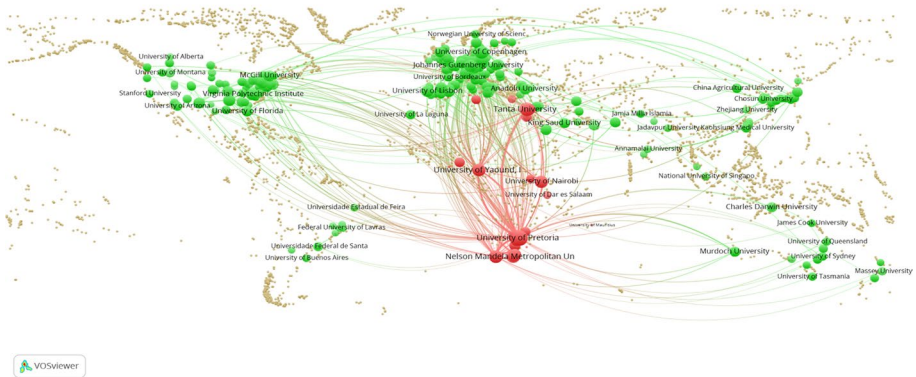 Norwegian University of Scienc
University of Alberta
University of Copenhagen
Johannes Gutenberg University
University of Montana
McGill University
University of Bordeaux
Stanford University
Virginia Polytechnic Institute
University of Lisbon
Anadolu University
China Agricultural University
University of Arizona
University of Florida
Chosun University
University of La Laguna
Tanta University
Zhejiang University
King Saud University
Jamia Millia Islamia
Jadavpur University
Kaohsiung Medical University
Annamalai University
University of Yaound, I
University of Nairobi
National University of Singapo
University of Dar es Salaam
Universidade Estadual de Feira
Charles Darwin University
Federal University of Lavras
University of Mauritius
James Cook University
University of Pretoria
University of Queensland
Universidade Federal de Santa
Murdoch University
University of Buenos Aires
Nelson Mandela Metropolitan Un
University of Sydney
Massey University
University of Tasmania
VOSviewer